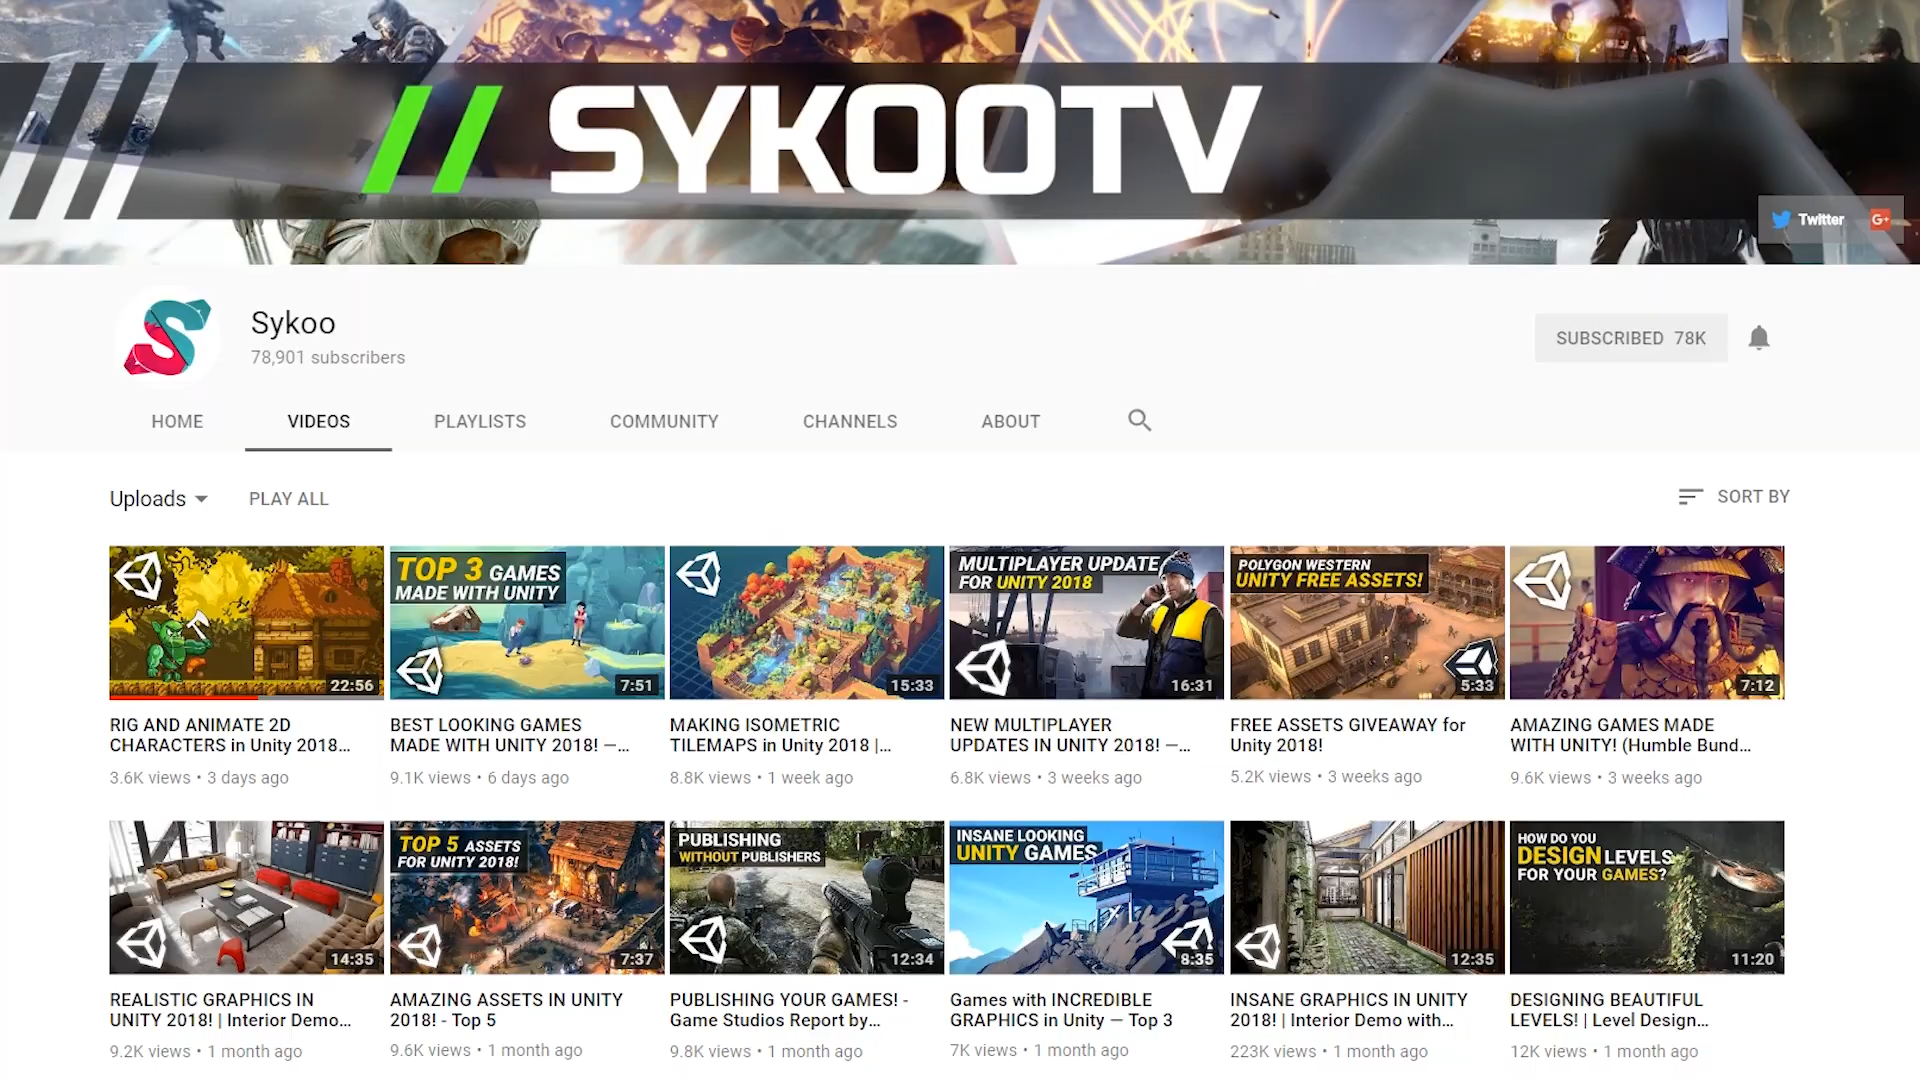 // SYKOOTV
Twitter
G+
Sykoo
78,901 subscribers
SUBSCRIBED 78K
HOME
VIDEOS
PLAYLISTS
COMMUNITY
CHANNELS
ABOUT
Uploads
PLAY ALL
SORT BY
22:56
RIG AND ANIMATE 2D
CHARACTERS in Unity 2018...
3.6K views • 3 days ago
TOP 3 GAMES
MADE WITH UNITY
7:51
BEST LOOKING GAMES
MADE WITH UNITY 2018! —...
9.1K views • 6 days ago
15:33
MAKING ISOMETRIC
TILEMAPS in Unity 2018 |...
8.8K views • 1 week ago
MULTIPLAYER UPDATE
FOR UNITY 2018
16:31
NEW MULTIPLAYER
UPDATES IN UNITY 2018! —...
6.8K views • 3 weeks ago
POLYGON WESTERN
UNITY FREE ASSETS!
5:33
FREE ASSETS GIVEAWAY for
Unity 2018!
5.2K views • 3 weeks ago
7:12
AMAZING GAMES MADE
WITH UNITY! (Humble Bund...
9.6K views • 3 weeks ago
14:35
REALISTIC GRAPHICS IN
UNITY 2018! | Interior Demo...
9.2K views • 1 month ago
TOP 5 ASSETS
FOR UNITY 2018!
7:37
AMAZING ASSETS IN UNITY
2018! - Top 5
9.6K views • 1 month ago
PUBLISHING
WITHOUT PUBLISHERS
12:34
PUBLISHING YOUR GAMES! -
Game Studios Report by...
9.8K views • 1 month ago
INSANE LOOKING
UNITY GAMES
8:35
Games with INCREDIBLE
GRAPHICS in Unity — Top 3
7K views • 1 month ago
12:35
INSANE GRAPHICS IN UNITY
2018! | Interior Demo with...
223K views • 1 month ago
HOW DO YOU
DESIGN LEVELS
FOR YOUR GAMES?
11:20
DESIGNING BEAUTIFUL
LEVELS! | Level Design...
12K views • 1 month ago